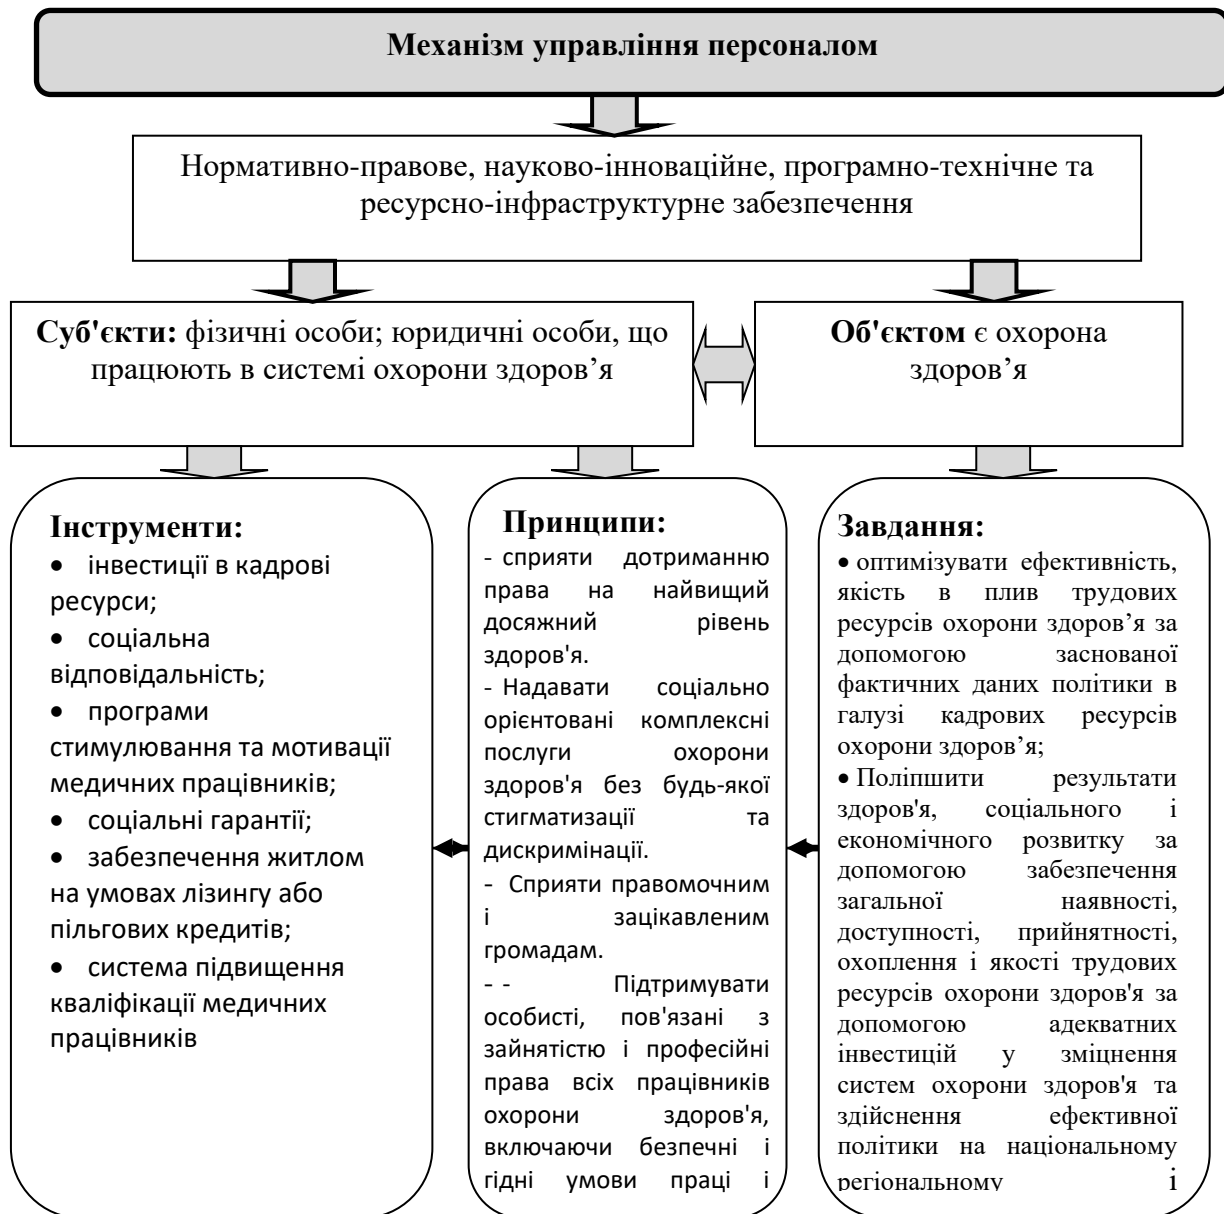 Механізм управління персоналом
Нормативно-правове, науково-інноваційне, програмно-технічне та
ресурсно-інфраструктурне забезпечення
Суб'єкти: фізичні особи; юридичні особи, що
працюють в системі охорони здоров’я
Об'єктом є охорона
здоров’я
Інструменти:
• інвестиції в кадрові
ресурси;
• соціальна
відповідальність;
• програми
стимулювання та мотивації
медичних працівників;
• соціальні гарантії;
• забезпечення житлом
на умовах лізингу або
пільгових кредитів;
• система підвищення
кваліфікації медичних
працівників
Принципи:
- сприяти дотриманню
права на найвищий
досяжний рівень
здоров'я.
- Надавати соціально
орієнтовані комплексні
послуги охорони
здоров'я без будь-якої
стигматизації та
дискримінації.
- Сприяти правомочним
і зацікавленим
громадам.
- - Підтримувати
особисті, пов'язані з
зайнятістю і професійні
права всіх працівників
охорони здоров'я,
включаючи безпечні і
гідні умови праці і
Завдання:
• оптимізувати ефективність,
якість в плив трудових
ресурсів охорони здоров’я за
допомогою заснованої
фактичних даних політики в
галузі кадрових ресурсів
охорони здоров’я;
• Поліпшити результати
здоров'я, соціального і
економічного розвитку за
допомогою забезпечення
загальної наявності,
доступності, прийнятності,
охоплення і якості трудових
ресурсів охорони здоров'я за
допомогою адекватних
інвестицій у зміцнення
систем охорони здоров'я та
здійснення ефективної
політики на національному
регіональному і